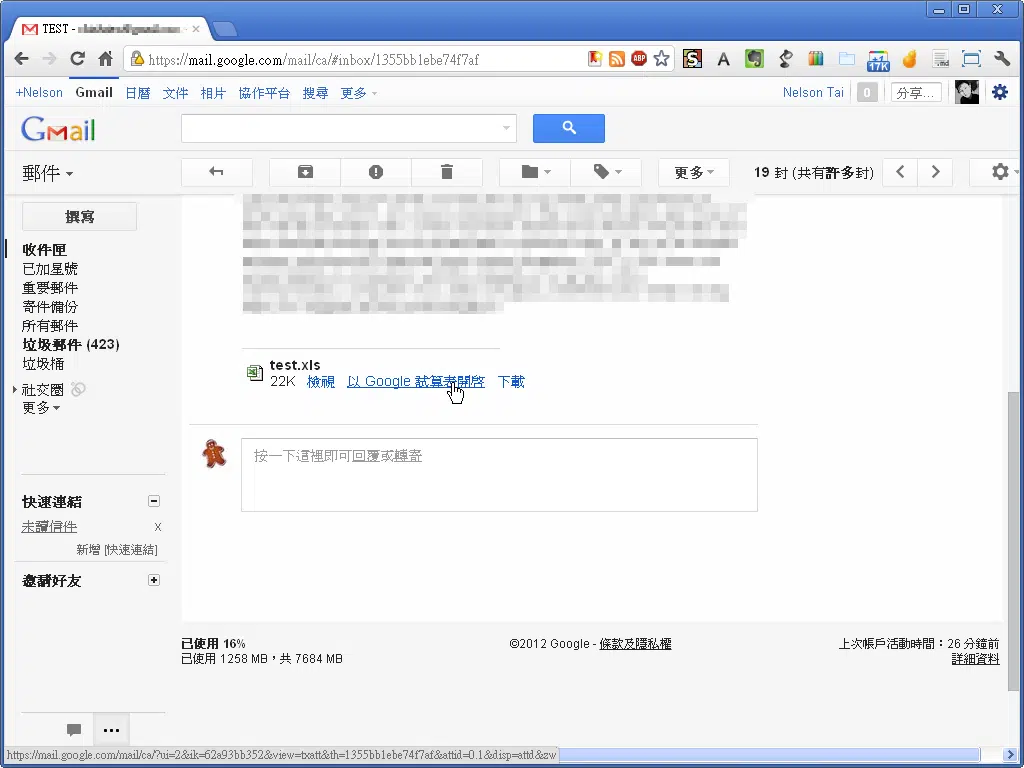 TEST -
https://mail.google.com/mail/ca/#inbox/1355bb1ebe74f7af
ABP
S
A
17K
+Nelson Gmail 日曆 文件 相片 協作平台 搜尋 更多
Nelson Tai 0 分享...
Gmail
郵件
更多
19 封 (共有許多封)
撰寫
收件匣
已加星號
重要郵件
寄件備份
所有郵件
垃圾郵件 (423)
垃圾桶
社交圈
更多
test.xls
22K 檢視 以 Google 試算表開啓 下載
按一下這裡即可回覆或轉寄
快速連結
未讀信件 x
新增 [快速連結]
邀請好友
已使用 16%
已使用 1258 MB，共 7684 MB
©2012 Google - 條款及隱私權
上次帳戶活動時間：26 分鐘前
詳細資料
https://mail.google.com/mail/ca/?ui=2&ik=62a93bb352&view=txatt&th=1355bb1ebe74f7af&attid=0.1&disp=attd&zw